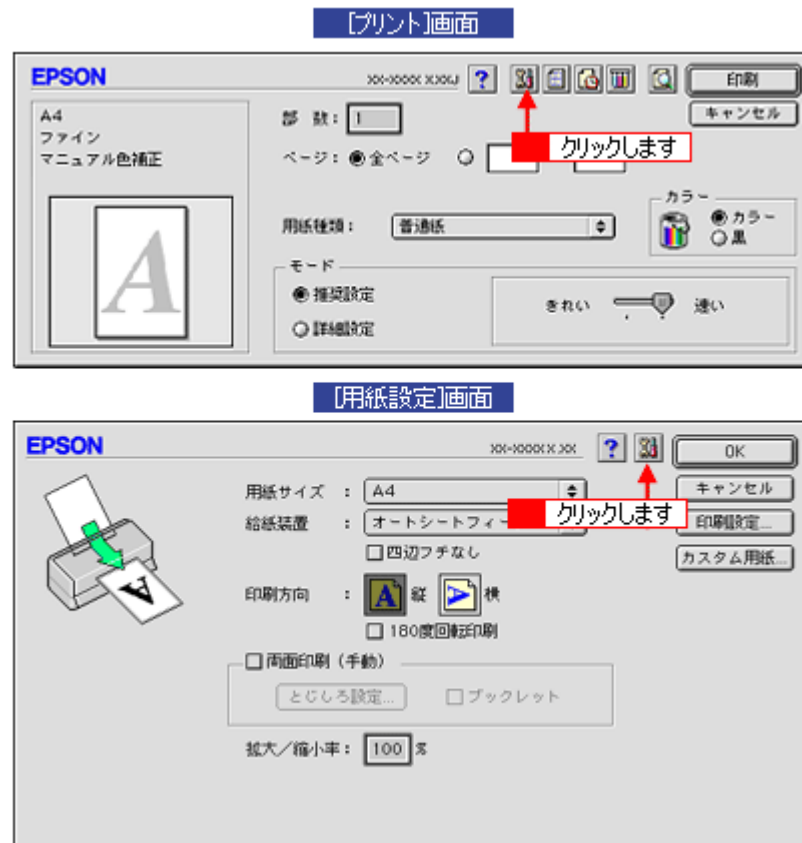 [プリント]画面
EPSON
XX-XXXX X.XXJ
?
印刷
キャンセル
A4
ファイン
マニュアル色補正
部 数: 1
クリックします
ページ: 全ページ
用紙種類: 普通紙
カラー
カラー
黒
モード
推奨設定
詳細設定
きれい
速い
A
[用紙設定]画面
EPSON
XX-XXXX X.XX
?
OK
キャンセル
印刷設定...
カスタム用紙...
用紙サイズ : A4
クリックします
給紙装置 : オートシートフィー
四辺フチなし
印刷方向 : A 縦 A 横
180度回転印刷
両面印刷 (手動)
とじしろ設定...
ブックレット
拡大/縮小率: 100 %
A